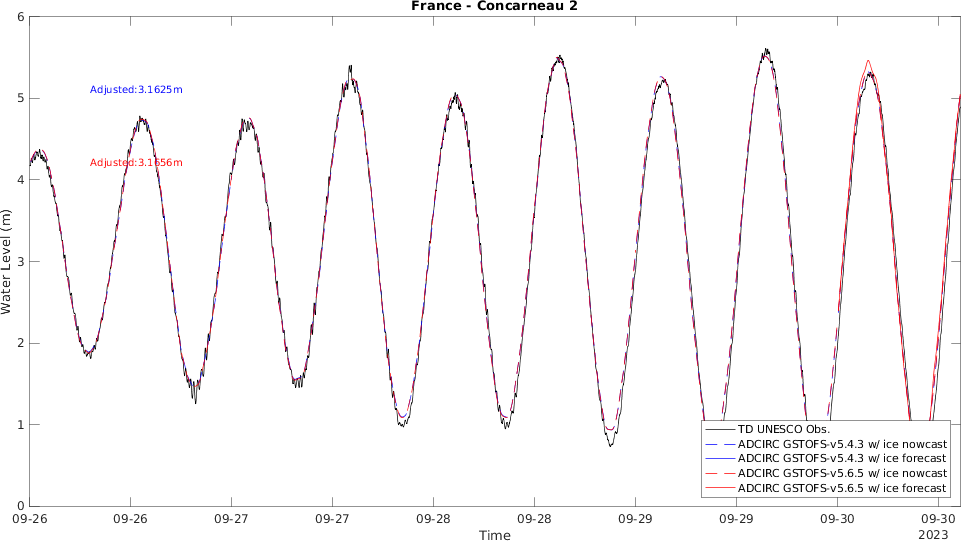 France - Concarneau 2
6
5
4
3
2
1
0
Water Level (m)
Adjusted:3.1625m
Adjusted:3.1656m
TD UNESCO Obs.
ADCIRC GSTOFS-v5.4.3 w/ ice nowcast
ADCIRC GSTOFS-v5.4.3 w/ ice forecast
ADCIRC GSTOFS-v5.6.5 w/ ice nowcast
ADCIRC GSTOFS-v5.6.5 w/ ice forecast
09-26 09-26 09-27 09-27 09-28 09-28 09-29 09-29 09-30 09-30
2023
Time